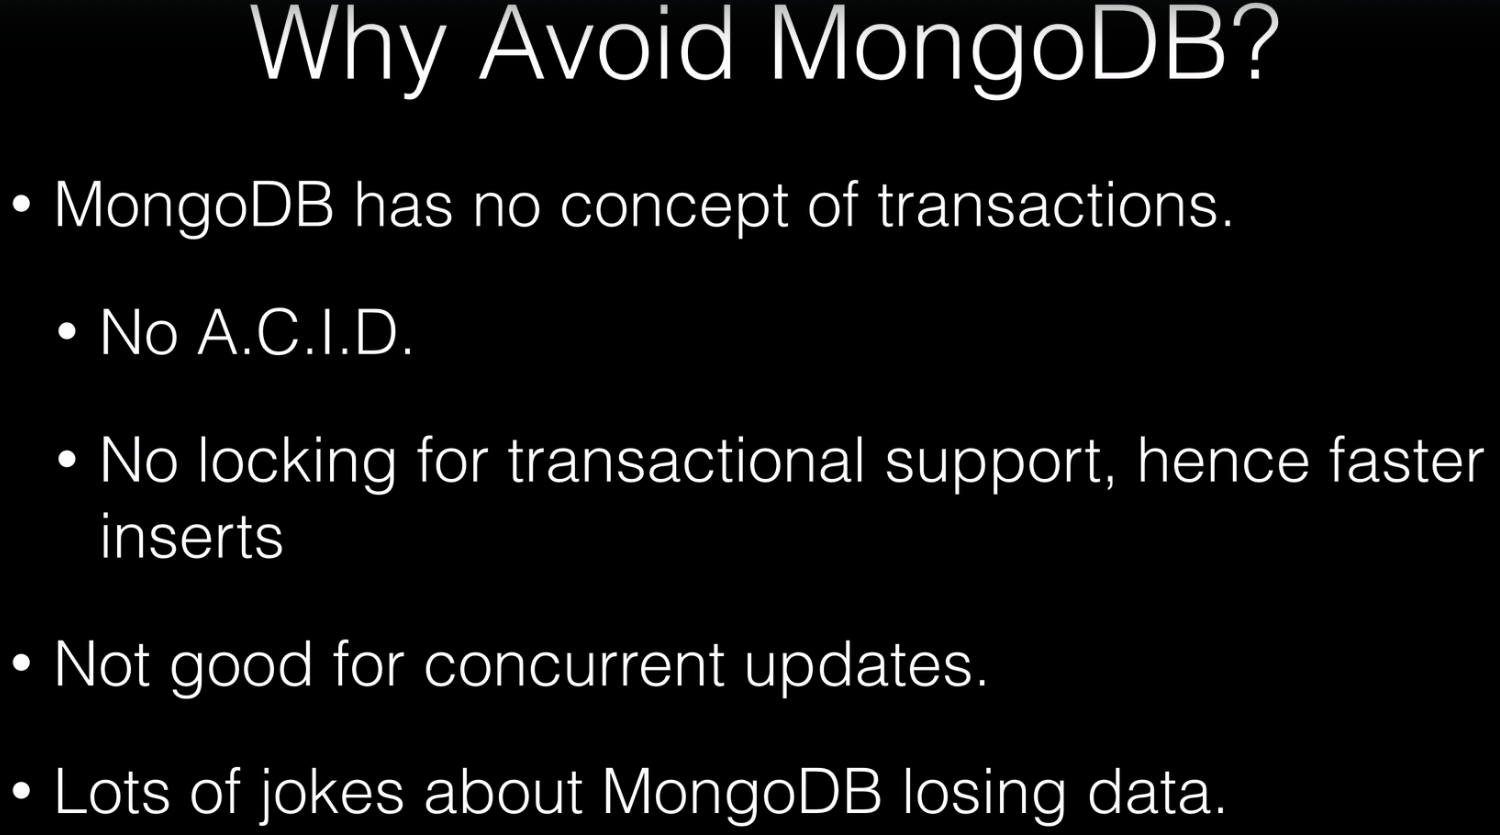 Why Avoid MongoDB?
• MongoDB has no concept of transactions.
• No A.C.I.D.
• No locking for transactional support, hence faster
inserts
• Not good for concurrent updates.
• Lots of jokes about MongoDB losing data.